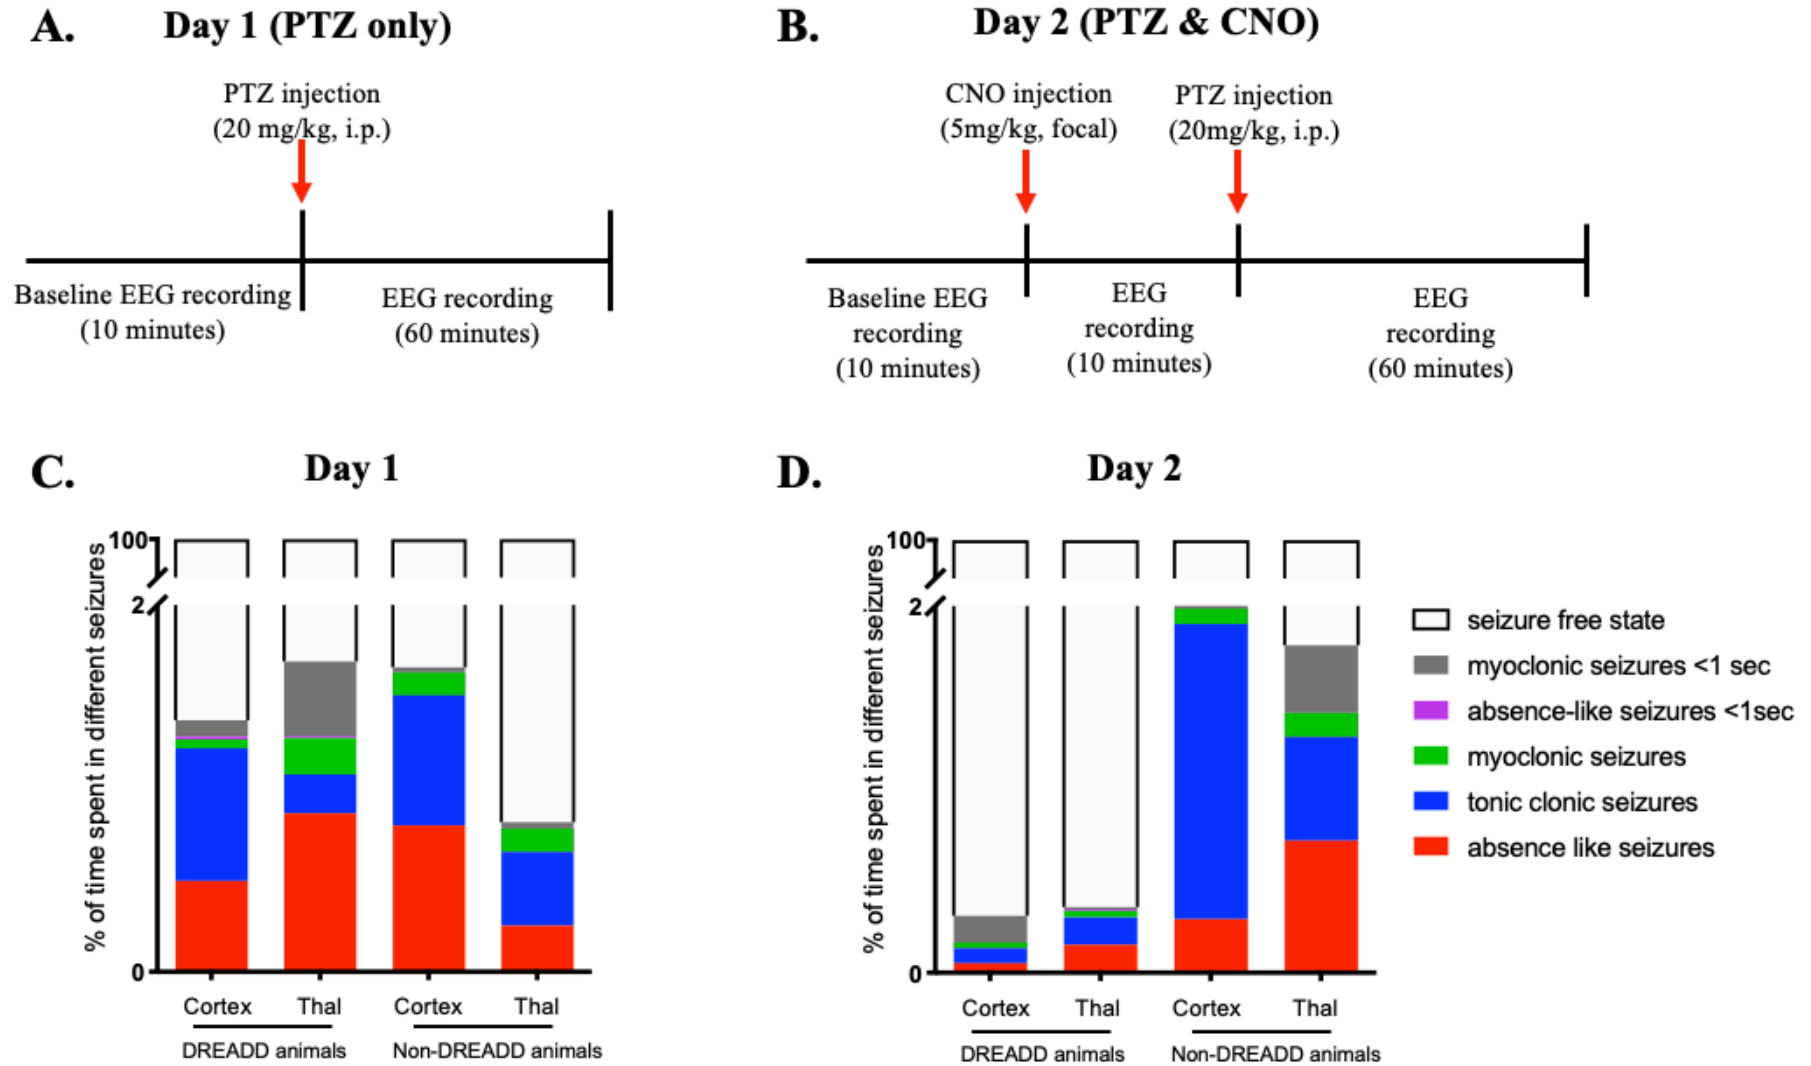 A. Day 1 (PTZ only)
PTZ injection
(20 mg/kg, i.p.)
Baseline EEG recording
(10 minutes)
EEG recording
(60 minutes)
B. Day 2 (PTZ & CNO)
CNO injection
(5mg/kg, focal)
PTZ injection
(20mg/kg, i.p.)
Baseline EEG
recording
(10 minutes)
EEG
recording
(10 minutes)
EEG
recording
(60 minutes)
C. Day 1
% of time spent in different seizures
100
2
0
Cortex Thal Cortex Thal
DREADD animals Non-DREADD animals
D. Day 2
% of time spent in different seizures
100
2
0
Cortex Thal Cortex Thal
DREADD animals Non-DREADD animals
seizure free state
myoclonic seizures <1 sec
absence-like seizures <1sec
myoclonic seizures
tonic clonic seizures
absence like seizures